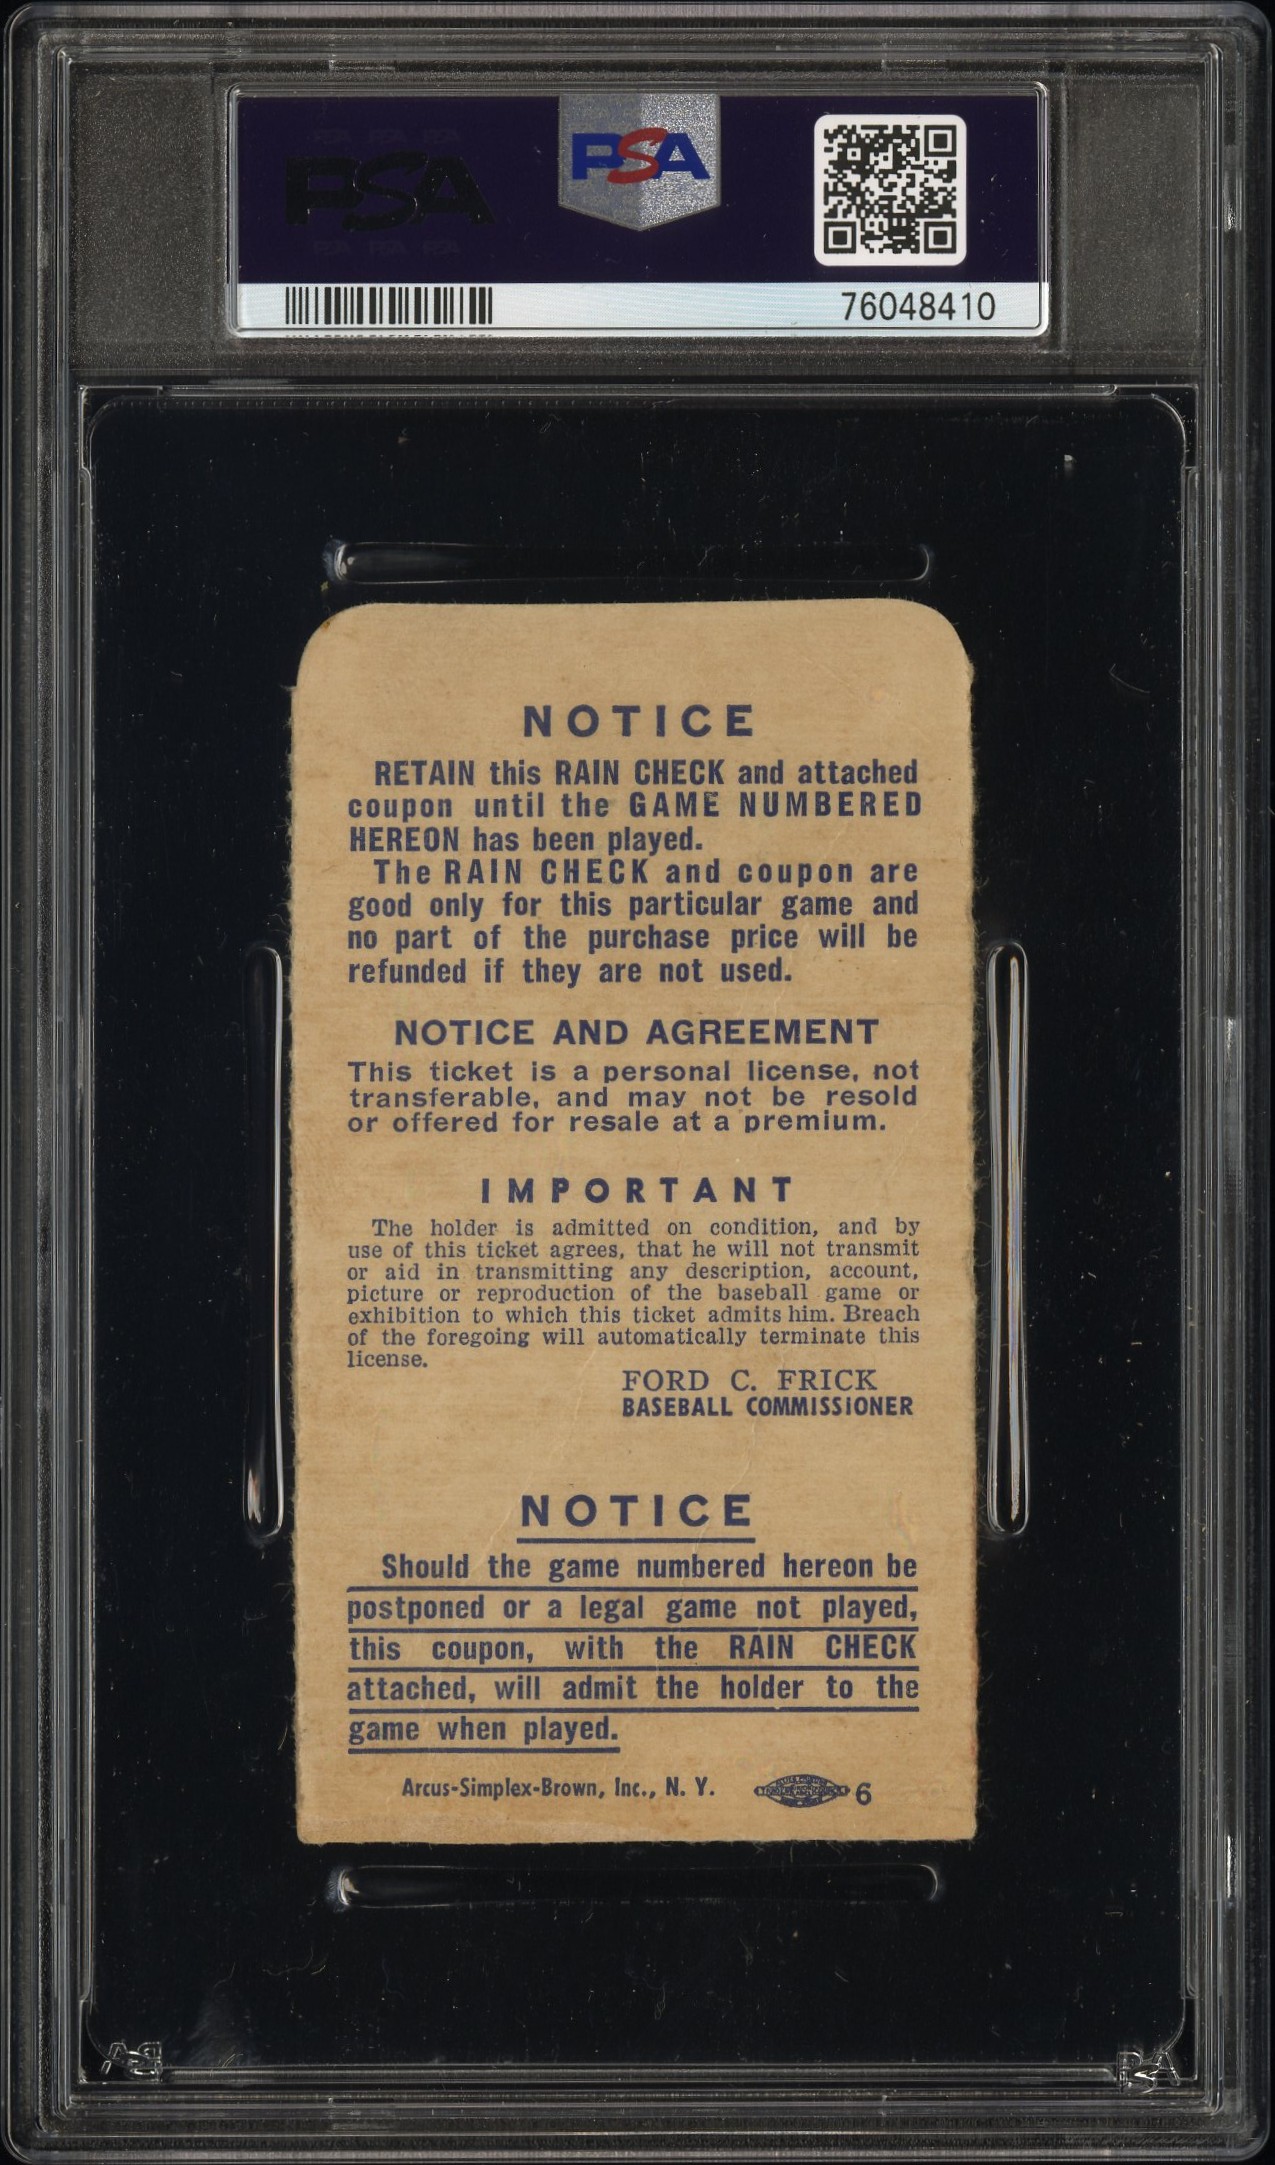 PSA
PSA
76048410
NOTICE
RETAIN this RAIN CHECK and attached
coupon until the GAME NUMBERED
HEREON has been played.
The RAIN CHECK and coupon are
good only for this particular game and
no part of the purchase price will be
refunded if they are not used.
NOTICE AND AGREEMENT
This ticket is a personal license, not
transferable, and may not be resold
or offered for resale at a premium.
IMPORTANT
The holder is admitted on condition, and by
use of this ticket agrees, that he will not transmit
or aid in transmitting any description, account,
picture or reproduction of the baseball game or
exhibition to which this ticket admits him. Breach
of the foregoing will automatically terminate this
license.
FORD C. FRICK
BASEBALL COMMISSIONER
NOTICE
Should the game numbered hereon be
postponed or a legal game not played,
this coupon, with the RAIN CHECK
attached, will admit the holder to the
game when played.
Arcus-Simplex-Brown, Inc., N. Y. 6
PSA